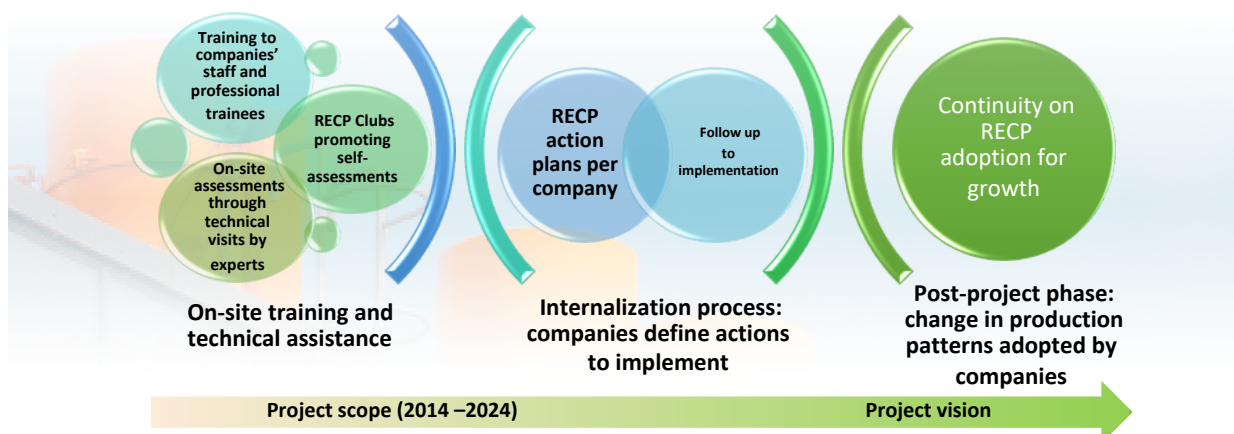 Training to
companies'
staff and
professional
trainees
RECP Clubs
promoting
self-
assessments
On-site
assessments
through
technical
visits by
experts
On-site training and
technical assistance
RECP
action
plans per
company
Follow up
to
implementation
Internalization process:
companies define actions
to implement
Continuity on
RECP
adoption for
growth
Post-project phase:
change in production
patterns adopted by
companies
Project scope (2014 –2024)
Project vision